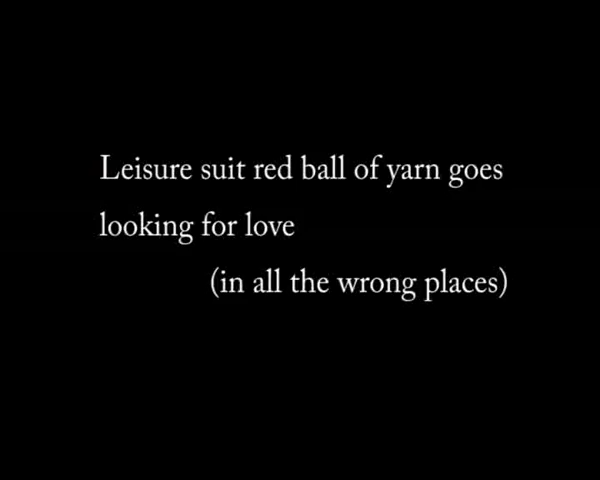 Leisure suit red ball of yarn goes
looking for love
(in all the wrong places)